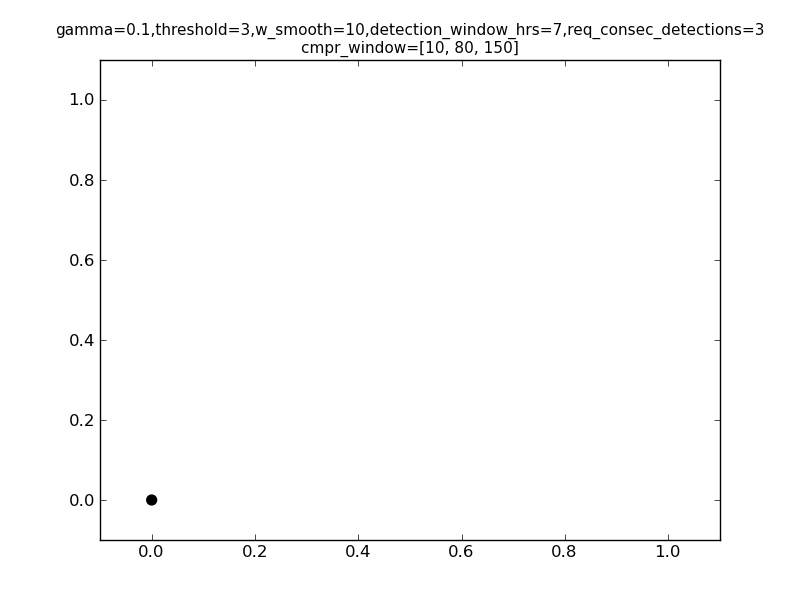 gamma=0.1,threshold=3,w_smooth=10,detection_window_hrs=7,req_consec_detections=3
cmpr_window=[10, 80, 150]
1.0
0.8
0.6
0.4
0.2
0.0
0.0 0.2 0.4 0.6 0.8 1.0